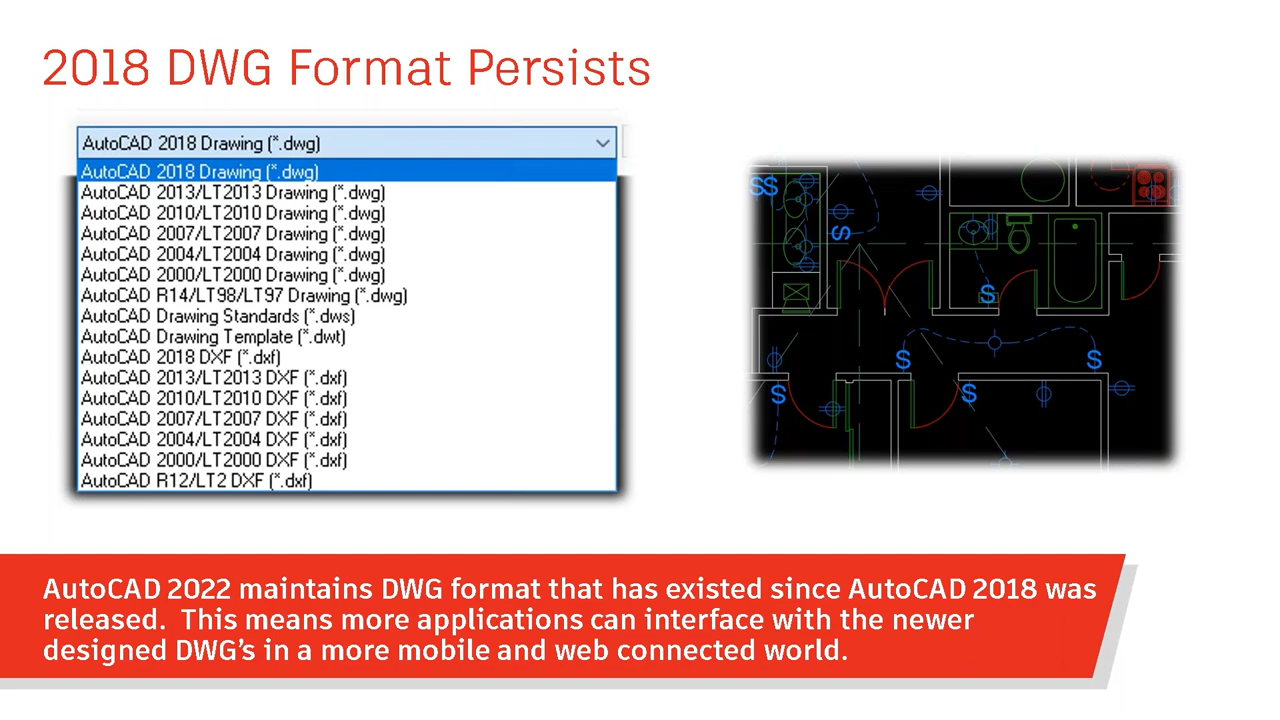 2018 DWG Format Persists
AutoCAD 2018 Drawing (*.dwg)
AutoCAD 2018 Drawing (*.dwg)
AutoCAD 2013/LT2013 Drawing (*.dwg)
AutoCAD 2010/LT2010 Drawing (*.dwg)
AutoCAD 2007/LT2007 Drawing (*.dwg)
AutoCAD 2004/LT2004 Drawing (*.dwg)
AutoCAD 2000/LT2000 Drawing (*.dwg)
AutoCAD R14/LT98/LT97 Drawing (*.dwg)
AutoCAD Drawing Standards (*.dws)
AutoCAD Drawing Template (*.dwt)
AutoCAD 2018 DXF (*.dxf)
AutoCAD 2013/LT2013 DXF (*.dxf)
AutoCAD 2010/LT2010 DXF (*.dxf)
AutoCAD 2007/LT2007 DXF (*.dxf)
AutoCAD 2004/LT2004 DXF (*.dxf)
AutoCAD 2000/LT2000 DXF (*.dxf)
AutoCAD R12/LT2 DXF (*.dxf)
SS
S
S
S
S
S
S
AutoCAD 2022 maintains DWG format that has existed since AutoCAD 2018 was
released.  This means more applications can interface with the newer
designed DWG's in a more mobile and web connected world.